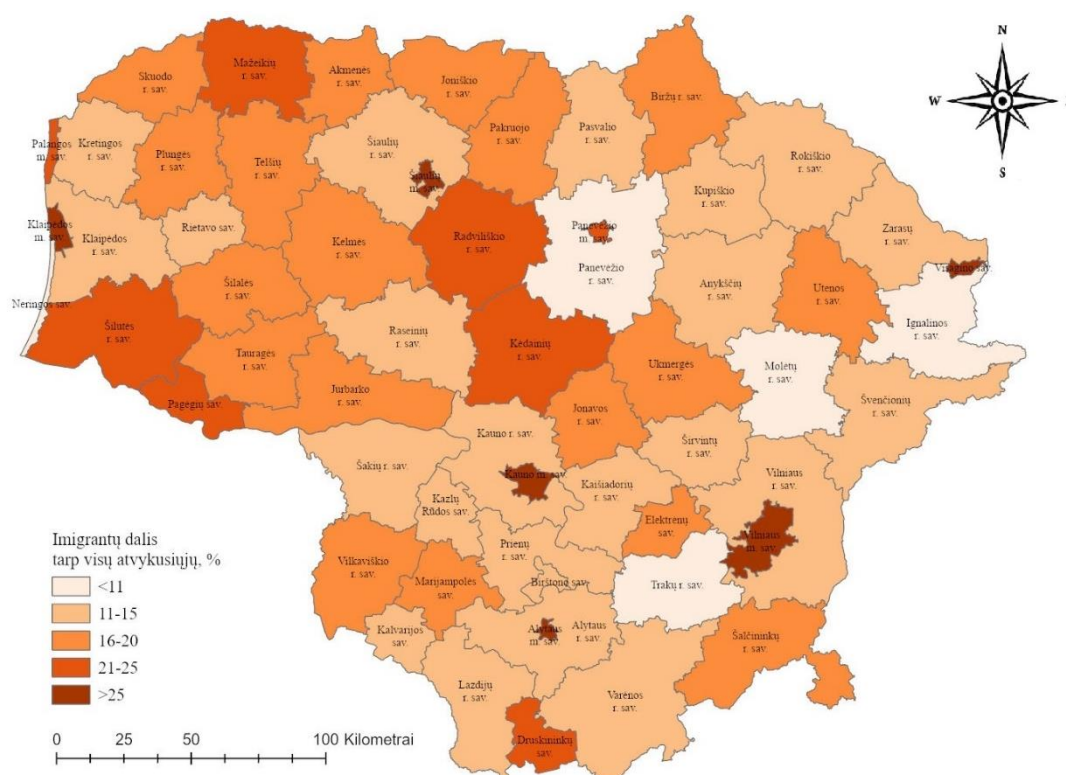 N
W
S
Skuodo
r. sav.
Mažeikių
r. sav.
Akmenės
r. sav.
Joniškio
r. sav.
Biržų r. sav.
Palangos
m. sav.
Kretingos
r. sav.
Plungės
r. sav.
Telšių
r. sav.
Šiaulių
r. sav.
Šiaulių
m. sav.
Pakruojo
r. sav.
Pasvalio
r. sav.
Rokiškio
r. sav.
Kupiškio
r. sav.
Klaipėdos
m. sav.
Klaipėdos
r. sav.
Rietavo sav.
Kelmės
r. sav.
Radviliškio
r. sav.
Panevėžio
m. sav.
Panevėžio
r. sav.
Zarasų
r. sav.
Visagino sav.
Anykščių
r. sav.
Utenos
r. sav.
Ignalinos
r. sav.
Neringos sav.
Šilutės
r. sav.
Šilalės
r. sav.
Tauragės
r. sav.
Raseinių
r. sav.
Kėdainių
r. sav.
Ukmergės
r. sav.
Molėtų
r. sav.
Švenčionių
r. sav.
Pagėgių sav.
Jurbarko
r. sav.
Jonavos
r. sav.
Kauno r. sav.
Širvintų
r. sav.
Šakių r. sav.
Kauno m. sav.
Kaišiadorių
r. sav.
Vilniaus
r. sav.
Kazlų
Rūdos sav.
Elektrėnų
sav.
Vilniaus
m. sav.
Prienų
r. sav.
Vilkaviškio
r. sav.
Marijampolės
sav.
Birštono sav.
Trakų r. sav.
Kalvarijos
sav.
Alytaus
m. sav.
Alytaus
r. sav.
Šalčininkų
r. sav.
Lazdijų
r. sav.
Varėnos
r. sav.
Druskininkų
sav.
Imigrantų dalis
tarp visų atvykusiųjų, %
<11
11-15
16-20
21-25
>25
0 25 50 100 Kilometrai